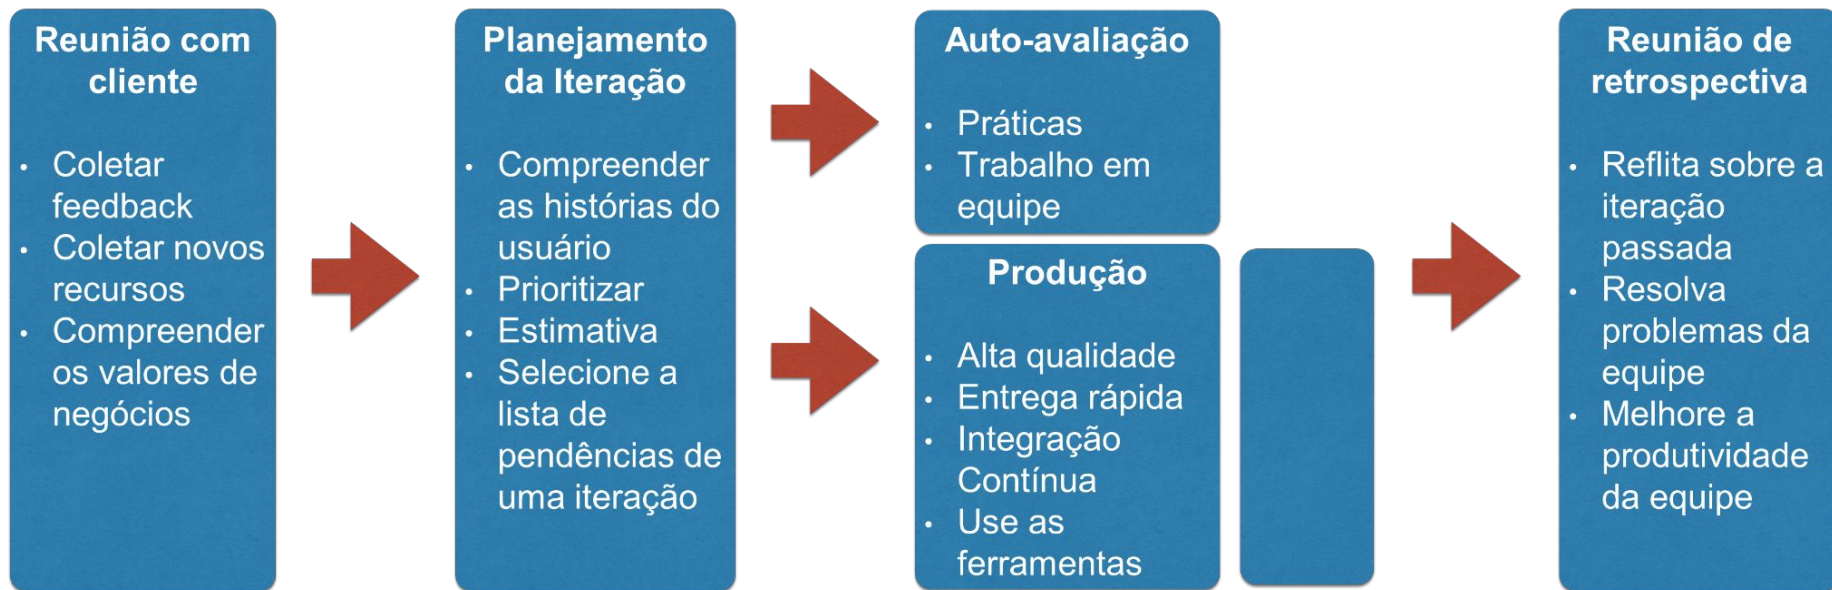 Reunião com
cliente
• Coletar
feedback
• Coletar novos
recursos
• Compreender
os valores de
negócios
Planejamento
da Iteração
• Compreender
as histórias do
usuário
• Prioritizar
• Estimativa
• Selecione a
lista de
pendências de
uma iteração
Auto-avaliação
• Práticas
• Trabalho em
equipe
Produção
• Alta qualidade
• Entrega rápida
• Integração
Contínua
• Use as
ferramentas
Reunião de
retrospectiva
• Reflita sobre a
iteração
passada
• Resolva
problemas da
equipe
• Melhore a
produtividade
da equipe